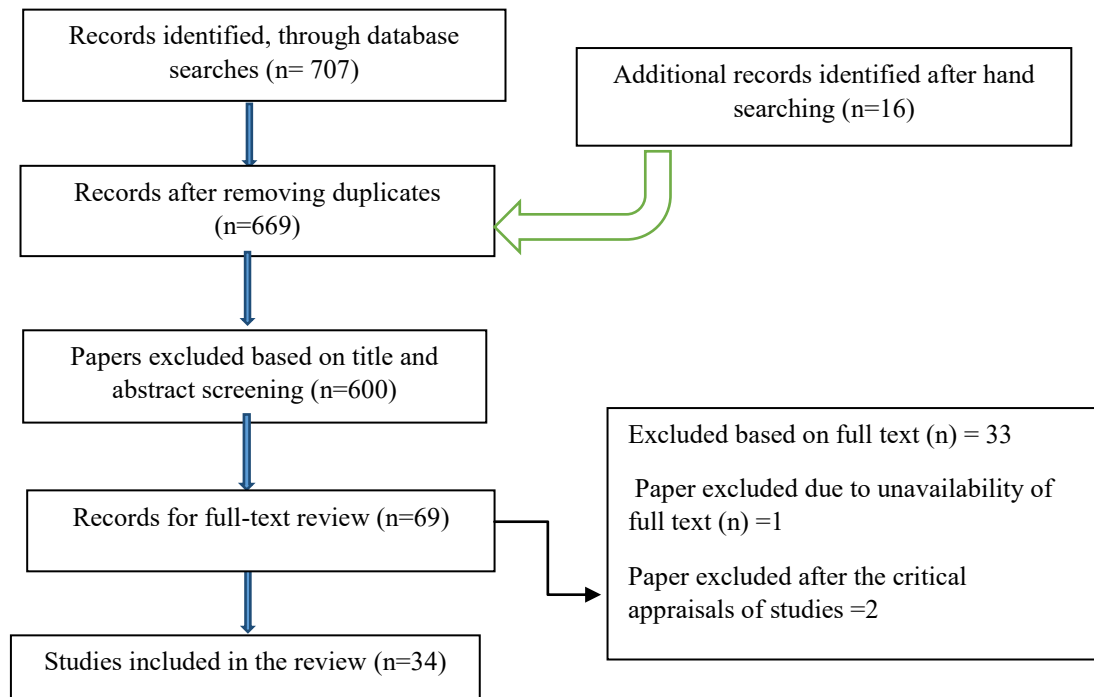 Records identified, through database
searches (n= 707)
Additional records identified after hand
searching (n=16)
Records after removing duplicates
(n=669)
Papers excluded based on title and
abstract screening (n=600)
Excluded based on full text (n) = 33
Paper excluded due to unavailability of
full text (n) =1
Paper excluded after the critical
appraisals of studies =2
Records for full-text review (n=69)
Studies included in the review (n=34)